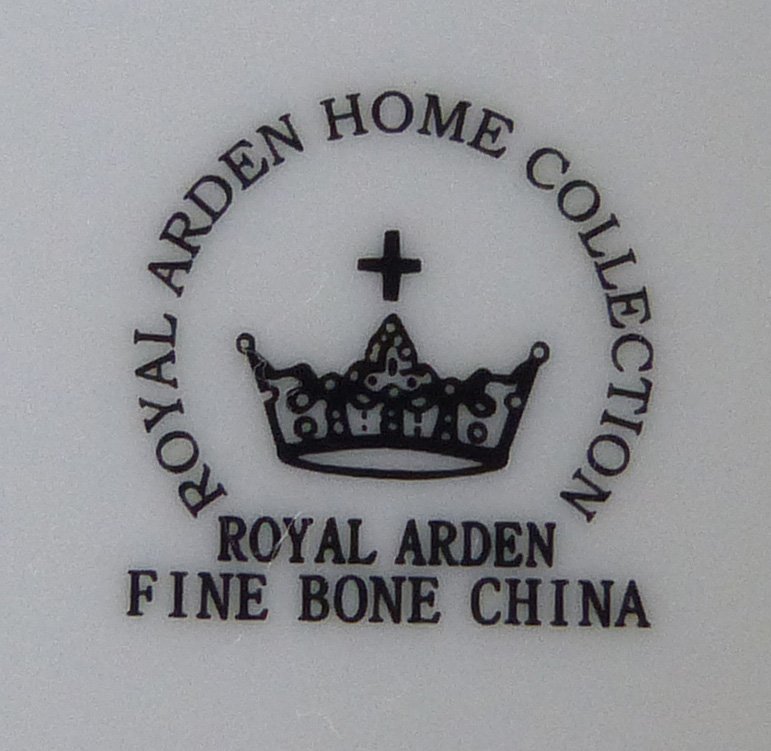 ROYAL ARDEN HOME COLLECTION
ROYAL ARDEN
FINE BONE CHINA